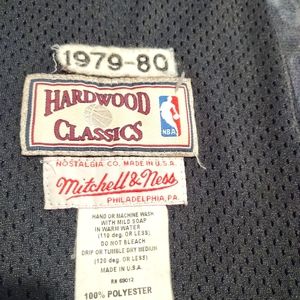 1979-80
HARDWOOD
CLASSICS
NBA
NOSTALGIA CO. MADE IN U.S.A.
Mitchell & Ness
PHILADELPHIA, PA.
HAND OR MACHINE WASH
WITH MILD SOAP
IN WARM WATER
(110 deg. OR LESS)
DO NOT BLEACH
DRIP OR TUMBLE DRY MEDIUM
(120 deg. OR LESS)
MADE IN U.S.A.
RN 69012
100% POLYESTER